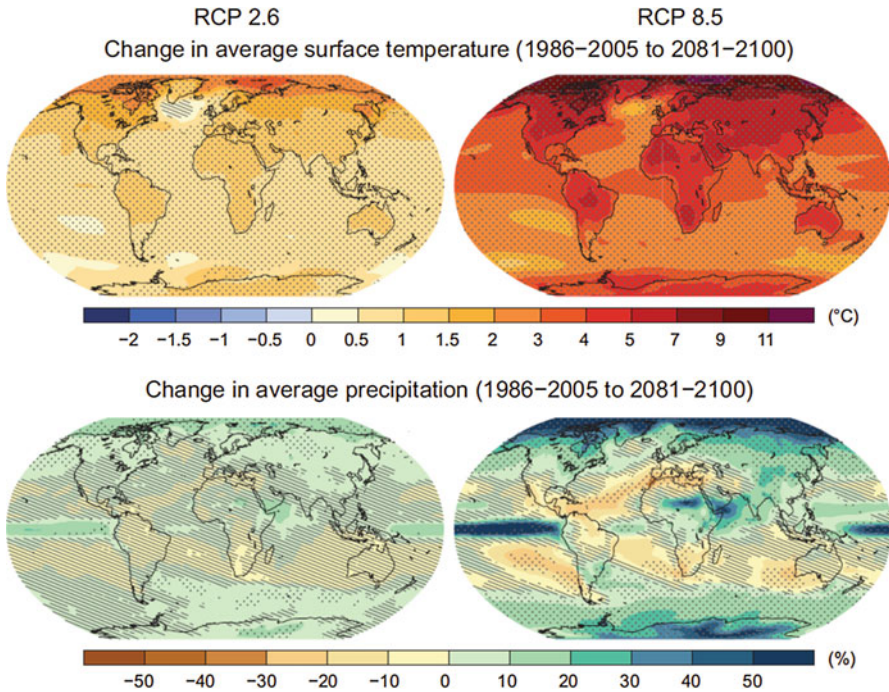 RCP 2.6 RCP 8.5
Change in average surface temperature (1986−2005 to 2081−2100)
(°C)
−2 −1.5 −1 −0.5 0 0.5 1 1.5 2 3 4 5 7 9 11
Change in average precipitation (1986−2005 to 2081−2100)
(%)
−50 −40 −30 −20 −10 0 10 20 30 40 50